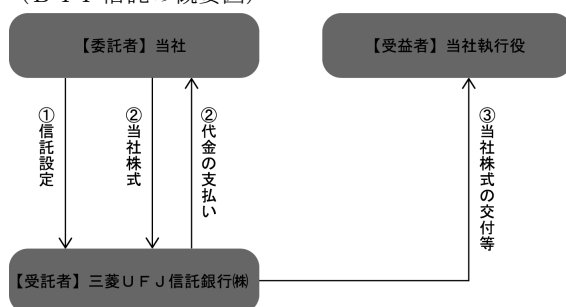 (BIP信託の概要図)
【委託者】当社
【受益者】当社執行役
①信託設定
②当社株式
②代金の支払い
③当社株式の交付等
【受託者】三菱UFJ信託銀行㈱